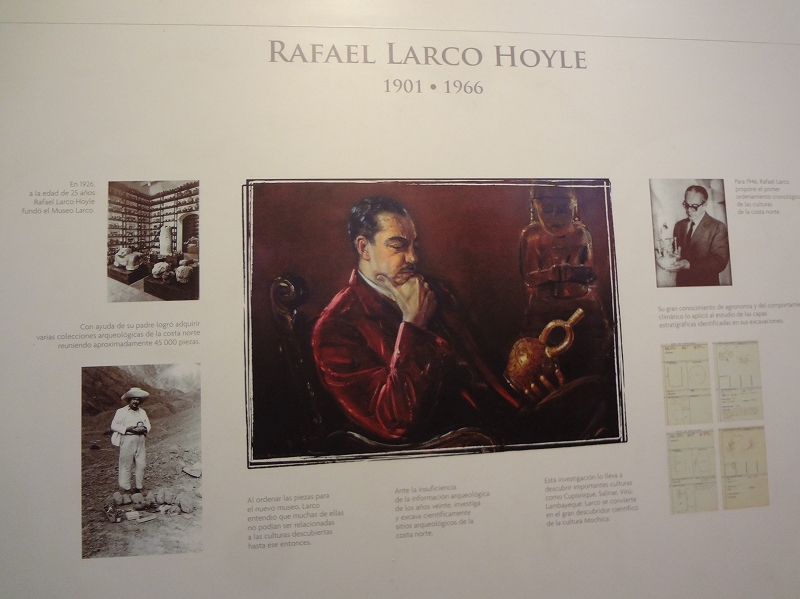 RAFAEL LARCO HOYLE
1901 • 1966
En 1926,
a la edad de 25 años
Rafael Larco Hoyle
fundó el Museo Larco.
Con ayuda de su padre logró adquirir
varias colecciones arqueológicas de la costa norte
reuniendo aproximadamente 45 000 piezas.
Al ordenar las piezas para
el nuevo museo, Larco
entendió que muchas de ellas
no podían ser relacionadas
a las culturas descubiertas
hasta ese entonces.
Ante la insuficiencia
de la información arqueológica
de los años veinte, investiga
y excava científicamente
sitios arqueológicos de la
costa norte.
Esta investigación lo lleva a
descubrir importantes culturas
como Cupisnique, Salinar, Virú,
Lambayeque. Larco se convierte
en el gran descubridor científico
de la cultura Mochica.
Para 1946, Rafael Larco
propone el primer
ordenamiento cronológico
de las culturas
de la costa norte
Su gran conocimiento de agronomía y del comportamiento
climático lo aplicó al estudio de las capas
estratigráficas identificadas en sus excavaciones.